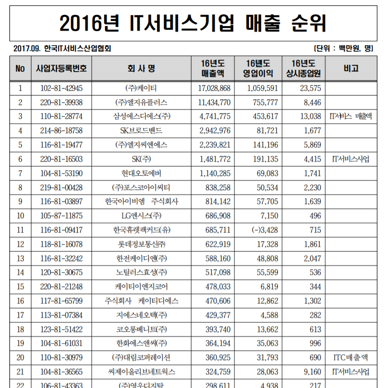 2016년 IT서비스기업 매출 순위
2017.09. 한국IT서비스산업협회 (단위 : 백만원, 명)
No 사업자등록번호 회 사 명 16년도 매출액 16년도 영업이익 16년도 상시종업원 비고
1 102-81-42945 (주)케이티 17,028,868 1,059,591 23,575
2 220-81-39938 (주)엘지유플러스 11,434,770 755,777 8,446
3 110-81-28774 삼성에스디에스(주) 4,741,775 453,617 13,038 IT서비스 매출액
4 214-86-18758 SK브로드밴드 2,942,976 81,721 1,677
5 116-81-19477 (주)엘지씨엔에스 2,239,821 141,196 5,869
6 220-81-16503 SK(주) 1,481,772 191,135 4,415 IT서비스사업
7 104-81-53190 현대오토에버 1,140,285 69,083 1,741
8 219-81-00428 (주)포스코아이씨티 838,258 50,534 2,230
9 116-81-03897 한국아이비엠 주식회사 814,142 57,705 1,639
10 105-87-11875 LG엔시스(주) 686,908 7,150 496
11 116-81-09417 한국휴렛팩커드(유) 685,711 (-)3,428 715
12 118-81-16078 롯데정보통신㈜ 622,919 17,328 1,861
13 116-81-32242 한전케이디엔(주) 588,160 48,808 2,047
14 120-81-30675 노틸러스효성(주) 517,098 55,599 536
15 220-81-21248 케이티이엔지코어 478,033 6,819 344
16 117-81-65799 주식회사 케이티디에스 470,606 12,862 1,302
17 113-81-07384 지에스네오텍(주) 429,377 4,588 282
18 123-81-51422 코오롱베니트(주) 393,740 13,662 613
19 104-81-61031 한화에스앤씨(주) 364,194 35,063 996
20 110-81-30979 (주)대림코퍼레이션 360,925 31,793 690 ITC매출액
21 104-81-36565 씨제이올리브네트웍스 324,759 28,063 9,160 IT서비스사업
22 106-81-43363 (주)영우디지탈 298,611 4,938 217